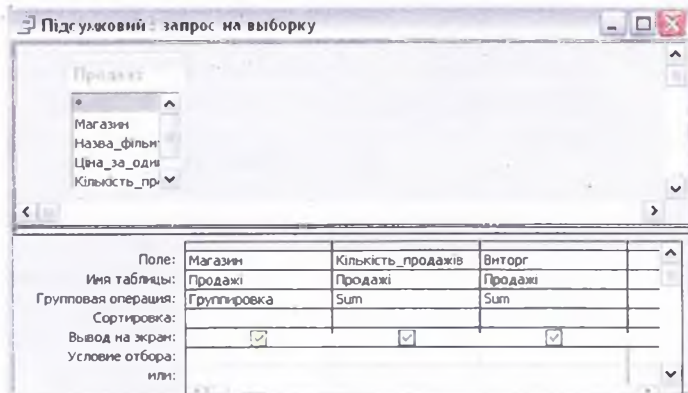 Підсумковий : запрос на выборку
Продажі
*
Магазин
Назва_фільм
Ціна_за_один
Кількість_пр
Поле: Магазин Кількість_продажів Виторг
Имя таблицы: Продажі Продажі Продажі
Групповая операция: Группировка Sum Sum
Сортировка:
Вывод на экран:
Условие отбора:
или: